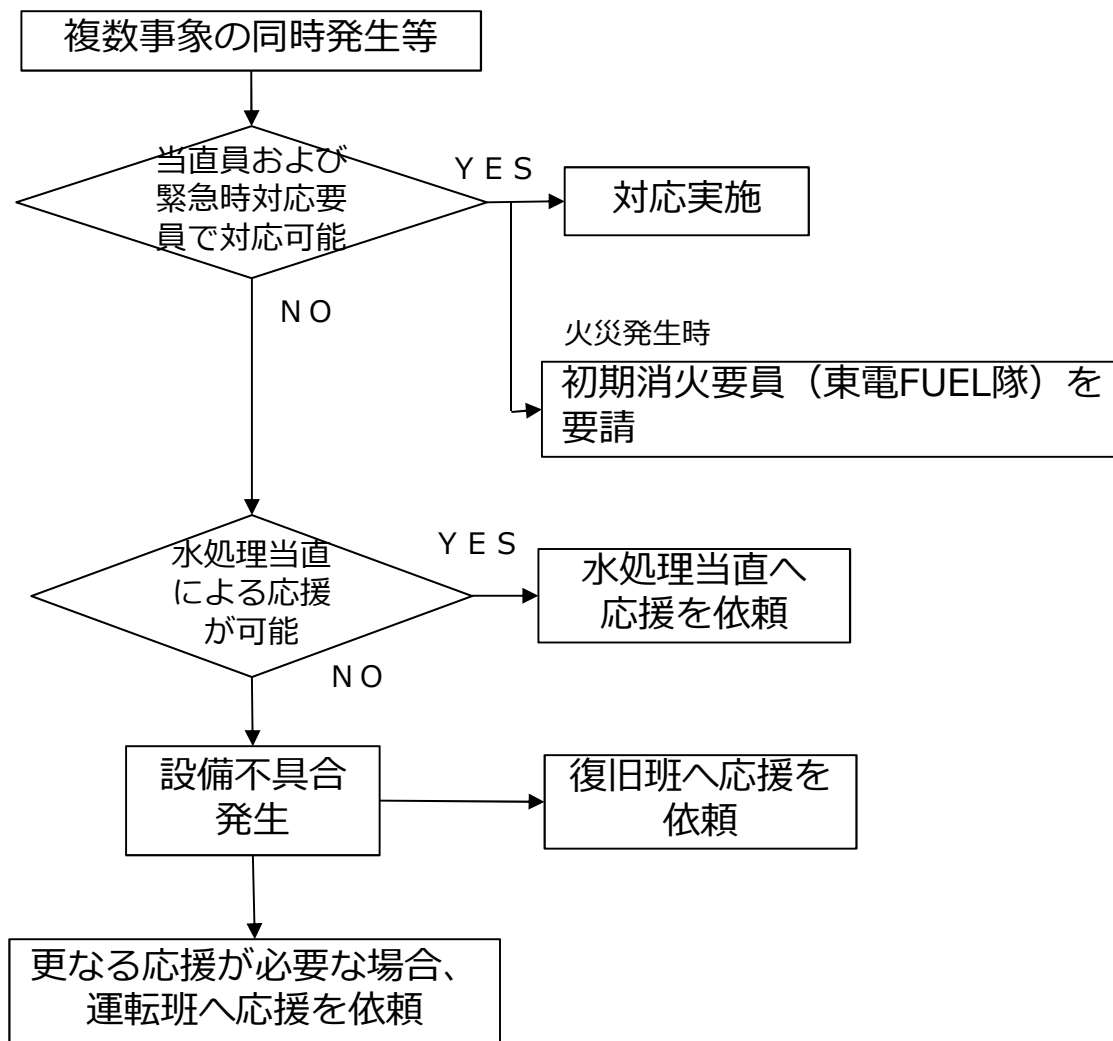 複数事象の同時発生等
当直員および
緊急時対応要
員で対応可能
ＹＥＳ
対応実施
ＮＯ
火災発生時
初期消火要員（東電FUEL隊）を
要請
水処理当直
による応援
が可能
ＹＥＳ
水処理当直へ
応援を依頼
ＮＯ
設備不具合
発生
復旧班へ応援を
依頼
更なる応援が必要な場合、
運転班へ応援を依頼